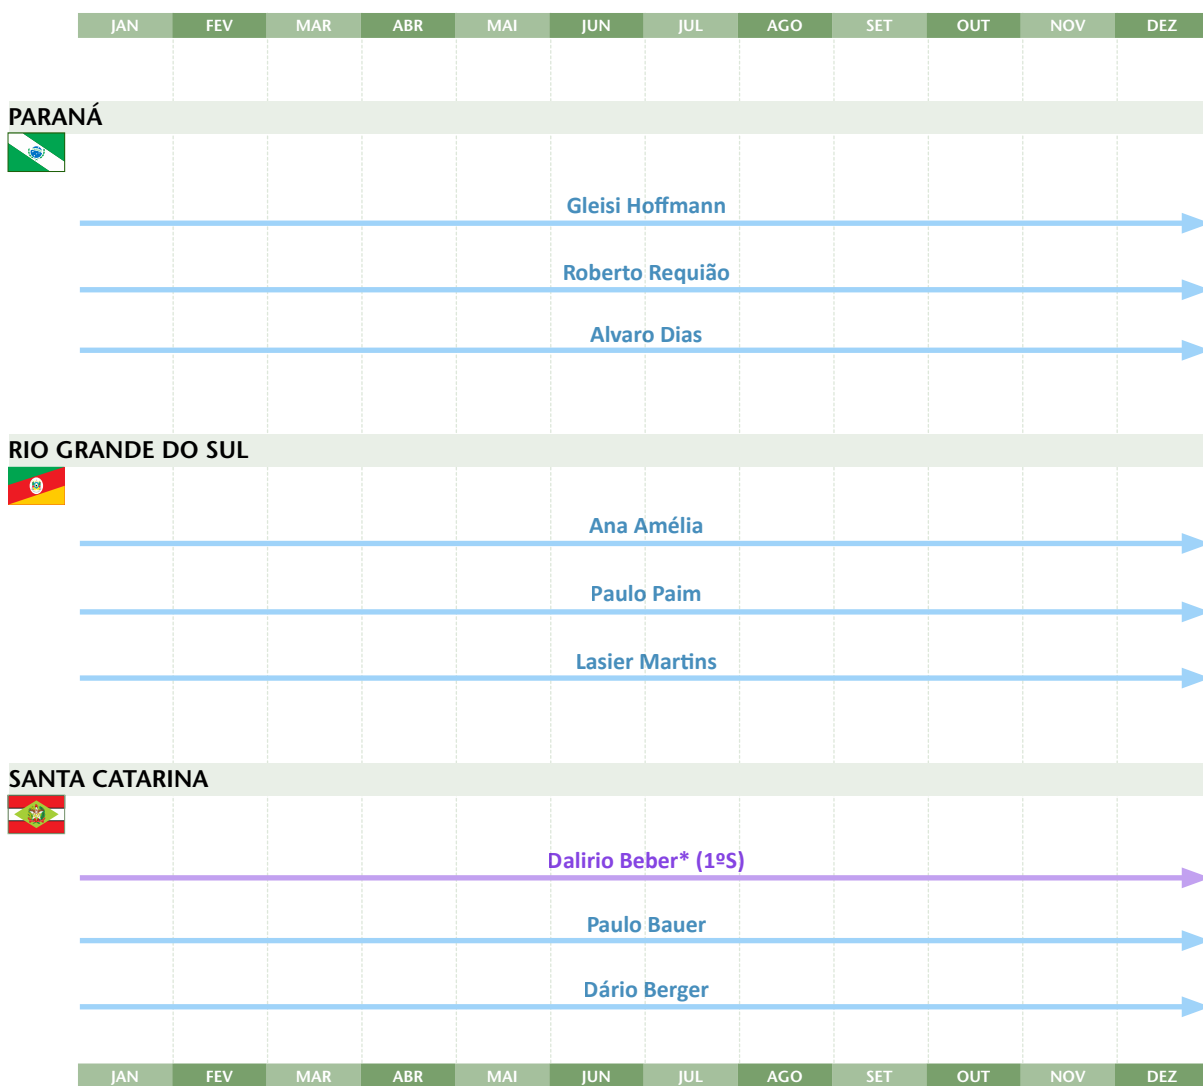 JAN FEV MAR ABR MAI JUN JUL AGO SET OUT NOV DEZ
PARANÁ
Gleisi Hoffmann
Roberto Requião
Alvaro Dias
RIO GRANDE DO SUL
Ana Amélia
Paulo Paim
Lasier Martins
SANTA CATARINA
Dalirio Beber* (1ºS)
Paulo Bauer
Dário Berger
JAN FEV MAR ABR MAI JUN JUL AGO SET OUT NOV DEZ